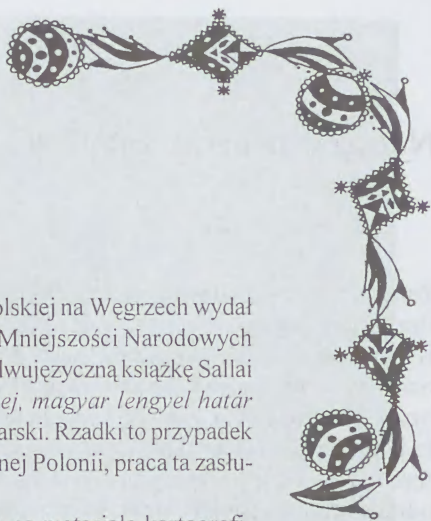 olskiej na Węgrzech wydał
Mniejszości Narodowych
dwujęzyczną książkę Sallai
ej, magyar lengyel határ
arski. Rzadki to przypadek
nej Polonii, praca ta zasłu-